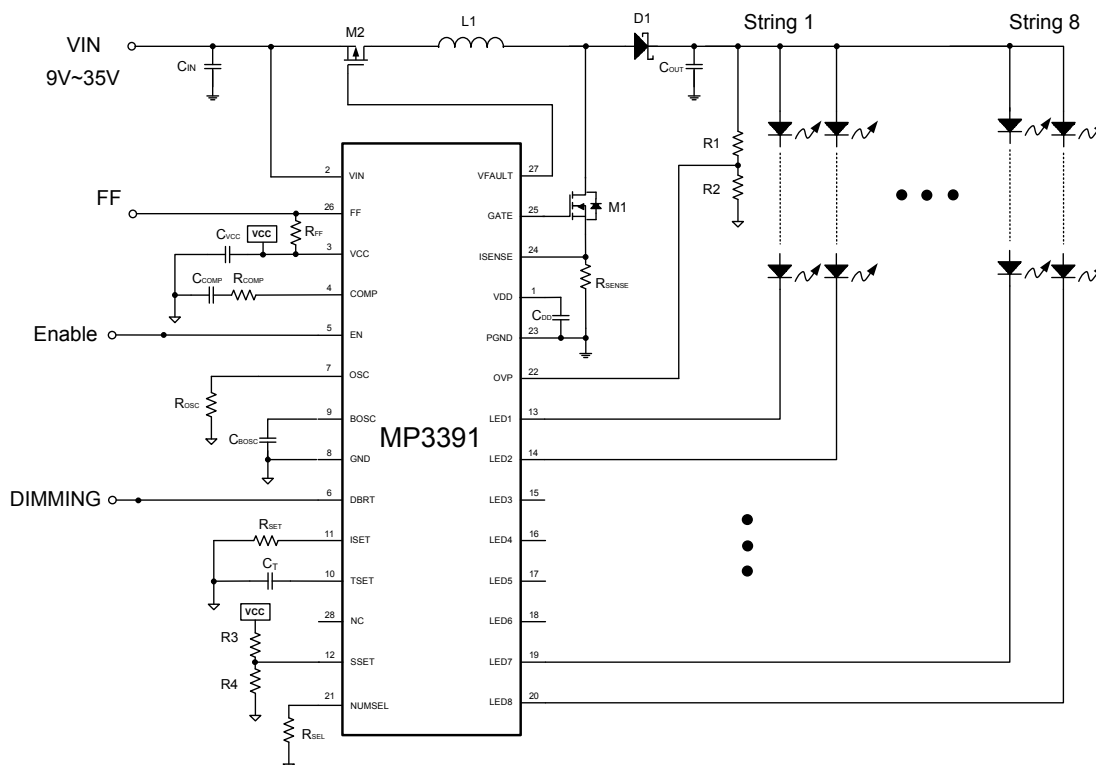 VIN
9V~35V
CIN
M2
L1
D1
COUT
String 1
String 8
R1
R2
2
VIN
VFAULT
27
FF
26
FF
RFF
GATE
25
M1
CVCC
VCC
3
VCC
ISENSE
24
RSENSE
CCOMP
RCOMP
4
COMP
VDD
1
CDD
Enable
5
EN
PGND
23
7
OSC
ROSC
OVP
22
9
BOSC
CBOSC
LED1
13
MP3391
8
GND
LED2
14
DIMMING
6
DBRT
LED3
15
RSET
11
ISET
LED4
16
CT
10
TSET
LED5
17
VCC
28
NC
LED6
18
R3
12
SSET
LED7
19
R4
21
NUMSEL
LED8
20
RSEL